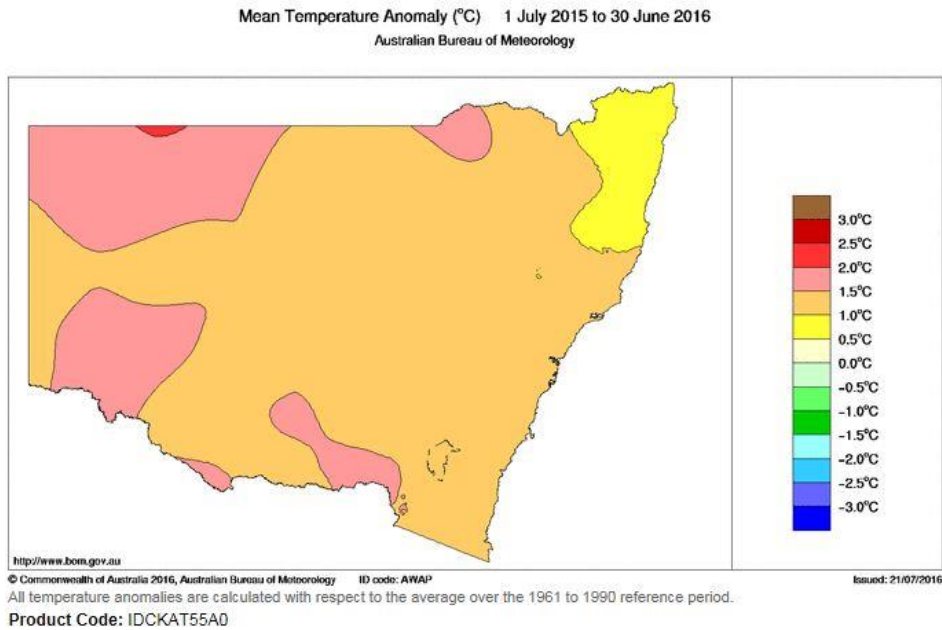 Mean Temperature Anomaly (°C) 1 July 2015 to 30 June 2016
Australian Bureau of Meteorology
3.0°C
2.5°C
2.0°C
1.5°C
1.0°C
0.5°C
0.0°C
-0.5°C
-1.0°C
-1.5°C
-2.0°C
-2.5°C
-3.0°C
http://www.bom.gov.au
© Commonwealth of Australia 2016, Australian Bureau of Meteorology ID code: AWAP Issued: 21/07/2016
All temperature anomalies are calculated with respect to the average over the 1961 to 1990 reference period.
Product Code: IDCKAT55A0